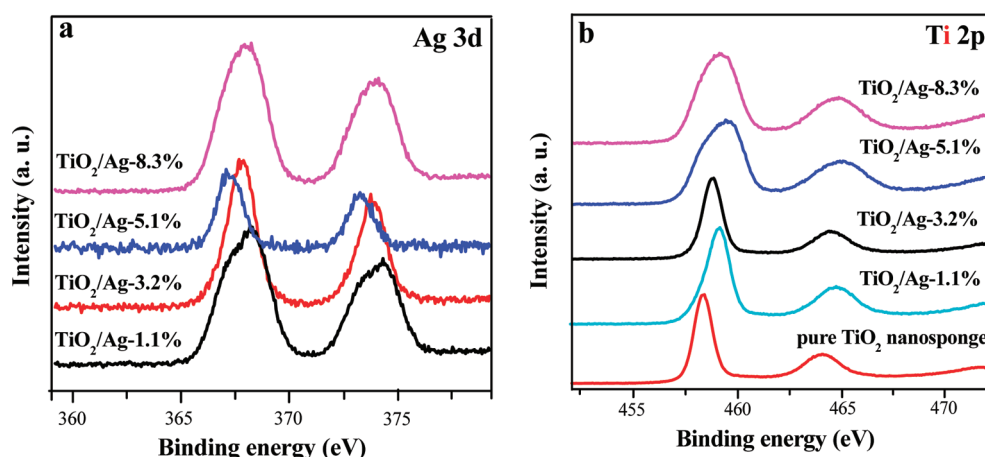 a
Ag 3d
TiO₂/Ag-8.3%
TiO₂/Ag-5.1%
TiO₂/Ag-3.2%
TiO₂/Ag-1.1%
Intensity (a. u.)
360 365 370 375
Binding energy (eV)
b
Ti 2p
TiO₂/Ag-8.3%
TiO₂/Ag-5.1%
TiO₂/Ag-3.2%
TiO₂/Ag-1.1%
pure TiO₂ nanosponge
Intensity (a. u.)
455 460 465 470
Binding energy (eV)